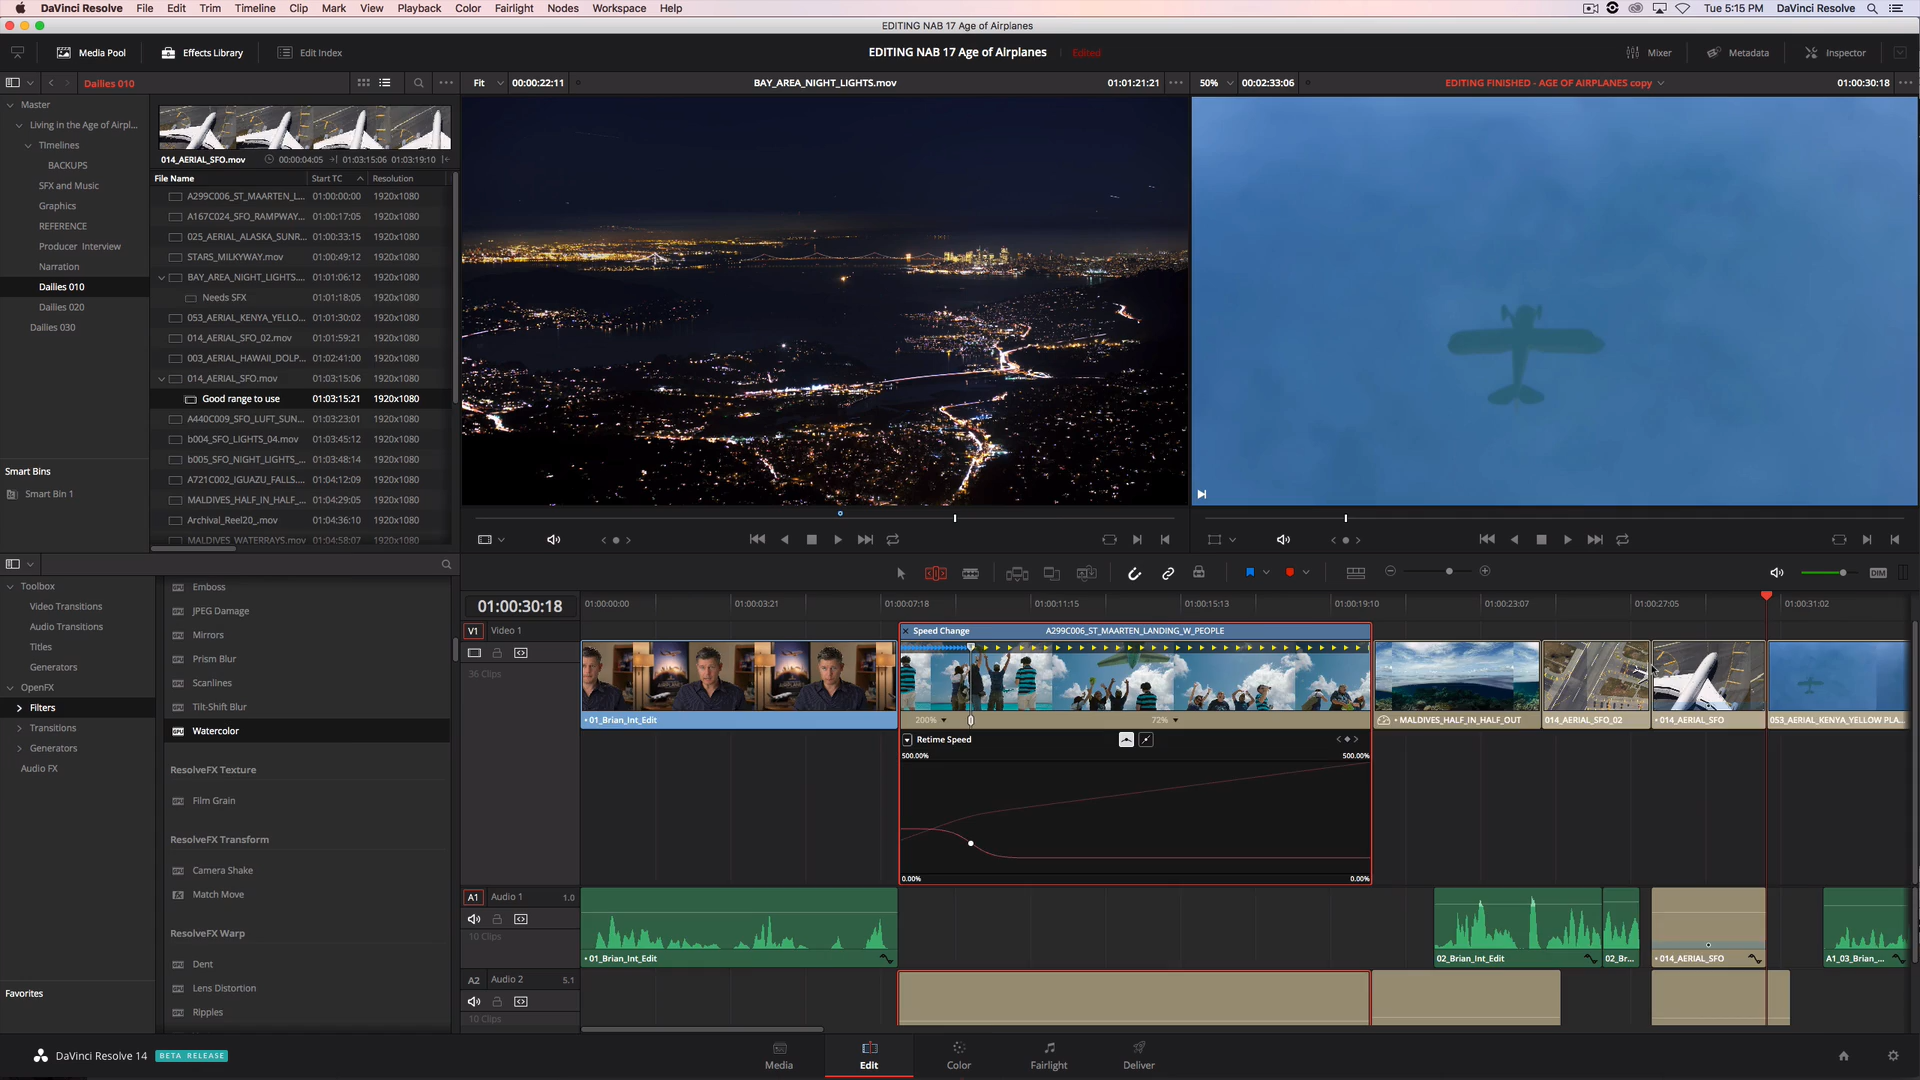 DaVinci Resolve File Edit Trim Timeline Clip Mark View Playback Color Fairlight Nodes Workspace Help Tue 5:15 PM DaVinci Resolve
EDITING NAB 17 Age of Airplanes
Media Pool Effects Library Edit Index EDITING NAB 17 Age of Airplanes Edited Mixer Metadata Inspector
Dailies 010 Fit 00:00:22:11 BAY_AREA_NIGHT_LIGHTS.mov 01:01:21:21 50% 00:02:33:06 EDITING FINISHED - AGE OF AIRPLANES copy 01:00:30:18
Master
Living in the Age of Airpl...
TImelines
BACKUPS
SFX and Music
Graphics
REFERENCE
Producer Interview
Narration
Dailies 010
Dailies 020
Dailies 030
Smart Bins
Smart Bin 1
014_AERIAL_SFO.mov 00:00:04:05 01:03:15:06 01:03:19:10
File Name Start TC Resolution
A299C006_ST_MAARTEN_L... 01:00:00:00 1920x1080
A167C024_SFO_RAMPWAY... 01:00:17:05 1920x1080
025_AERIAL_ALASKA_SUNR... 01:00:33:15 1920x1080
STARS_MILKYWAY.mov 01:00:49:12 1920x1080
BAY_AREA_NIGHT_LIGHTS.... 01:01:06:12 1920x1080
Needs SFX 01:01:18:05 1920x1080
053_AERIAL_KENYA_YELLO... 01:01:30:02 1920x1080
014_AERIAL_SFO_02.mov 01:01:59:21 1920x1080
003_AERIAL_HAWAII_DOLP... 01:02:41:00 1920x1080
014_AERIAL_SFO.mov 01:03:15:06 1920x1080
Good range to use 01:03:15:21 1920x1080
A440C009_SFO_LUFT_SUN... 01:03:23:01 1920x1080
b004_SFO_LIGHTS_04.mov 01:03:45:12 1920x1080
b005_SFO_NIGHT_LIGHTS_... 01:03:48:14 1920x1080
A721C002_IGUAZU_FALLS.... 01:04:12:09 1920x1080
MALDIVES_HALF_IN_HALF_... 01:04:29:05 1920x1080
Archival_Reel20_.mov 01:04:36:10 1920x1080
MALDIVES_WATERRAYS.mov 01:04:58:07 1920x1080
Toolbox
Video Transitions
Audio Transitions
Titles
Generators
OpenFX
Filters
Transitions
Generators
Audio FX
Favorites
Emboss
JPEG Damage
Mirrors
Prism Blur
Scanlines
Tilt-Shift Blur
Watercolor
ResolveFX Texture
Film Grain
ResolveFX Transform
Camera Shake
Match Move
ResolveFX Warp
Dent
Lens Distortion
Ripples
DIM
01:00:30:18 01:00:00:00 01:00:03:21 01:00:07:18 01:00:11:15 01:00:15:13 01:00:19:10 01:00:23:07 01:00:27:05 01:00:31:02
V1 Video 1 Speed Change A299C006_ST_MAARTEN_LANDING_W_PEOPLE
36 Clips
01_Brian_Int_Edit 200% 72% MALDIVES_HALF_IN_HALF_OUT 014_AERIAL_SFO_02 014_AERIAL_SFO 053_AERIAL_KENYA_YELLOW PLA...
Retime Speed
500.00% 500.00%
0.00% 0.00%
A1 Audio 1 1.0
10 Clips
01_Brian_Int_Edit 02_Brian_Int_Edit 02_Br... 014_AERIAL_SFO A1_03_Brian_...
A2 Audio 2 5.1
10 Clips
DaVinci Resolve 14 BETA RELEASE Media Edit Color Fairlight Deliver